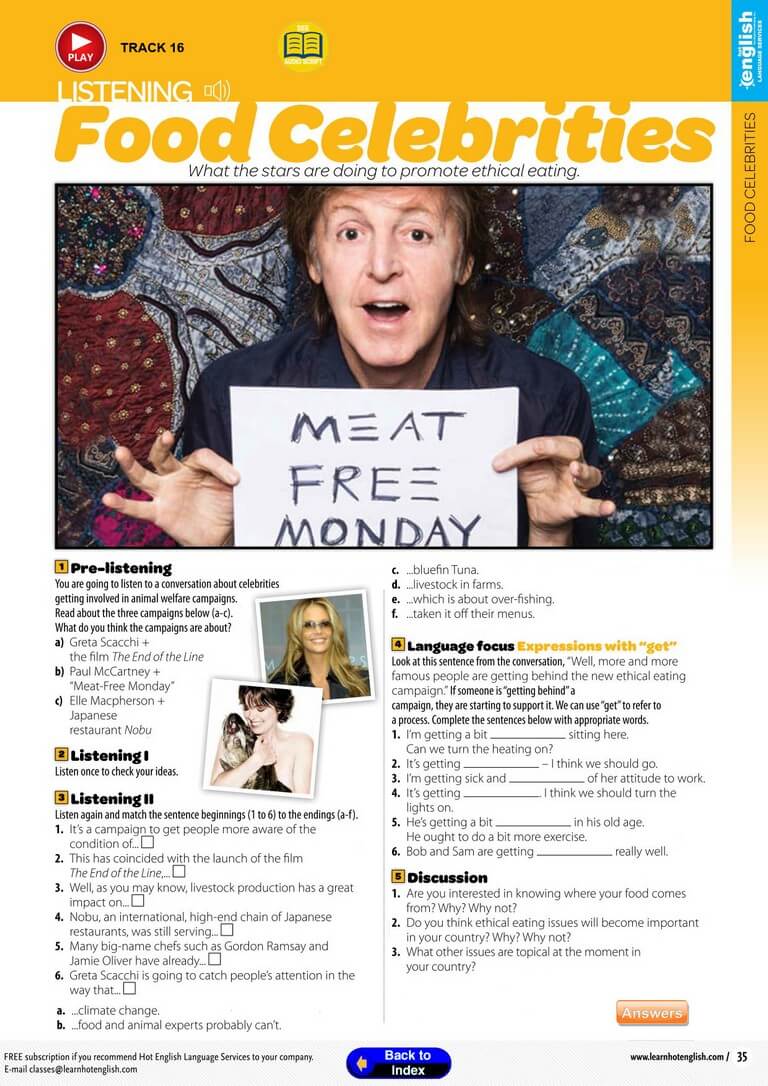 PLAY
TRACK 16
SEE
AUDIO SCRIPT
LISTENING
Food Celebrities
What the stars are doing to promote ethical eating.
english
LANGUAGE SERVICES
FOOD CELEBRITIES
MEAT
FREE
MONDAY
1 Pre-listening
You are going to listen to a conversation about celebrities
getting involved in animal welfare campaigns.
Read about the three campaigns below (a-c).
What do you think the campaigns are about?
a) Greta Scacchi +
the film The End of the Line
b) Paul McCartney +
“Meat-Free Monday”
c) Elle Macpherson +
Japanese
restaurant Nobu
2 Listening I
Listen once to check your ideas.
3 Listening II
Listen again and match the sentence beginnings (1 to 6) to the endings (a-f).
1. It’s a campaign to get people more aware of the
condition of...
2. This has coincided with the launch of the film
The End of the Line,...
3. Well, as you may know, livestock production has a great
impact on...
4. Nobu, an international, high-end chain of Japanese
restaurants, was still serving...
5. Many big-name chefs such as Gordon Ramsay and
Jamie Oliver have already...
6. Greta Scacchi is going to catch people’s attention in the
way that...
a. ...climate change.
b. ...food and animal experts probably can’t.
c. ...bluefin Tuna.
d. ...livestock in farms.
e. ...which is about over-fishing.
f. ...taken it off their menus.
4 Language focus Expressions with “get”
Look at this sentence from the conversation, “Well, more and more
famous people are getting behind the new ethical eating
campaign.” If someone is “getting behind” a
campaign, they are starting to support it. We can use “get” to refer to
a process. Complete the sentences below with appropriate words.
1. I’m getting a bit ____________ sitting here.
Can we turn the heating on?
2. It’s getting ____________ – I think we should go.
3. I’m getting sick and ____________ of her attitude to work.
4. It’s getting ____________. I think we should turn the
lights on.
5. He’s getting a bit ____________ in his old age.
He ought to do a bit more exercise.
6. Bob and Sam are getting ____________ really well.
5 Discussion
1. Are you interested in knowing where your food comes
from? Why? Why not?
2. Do you think ethical eating issues will become important
in your country? Why? Why not?
3. What other issues are topical at the moment in
your country?
Answers
FREE subscription if you recommend Hot English Language Services to your company.
E-mail classes@learnhotenglish.com
Back to
Index
www.learnhotenglish.com / 35